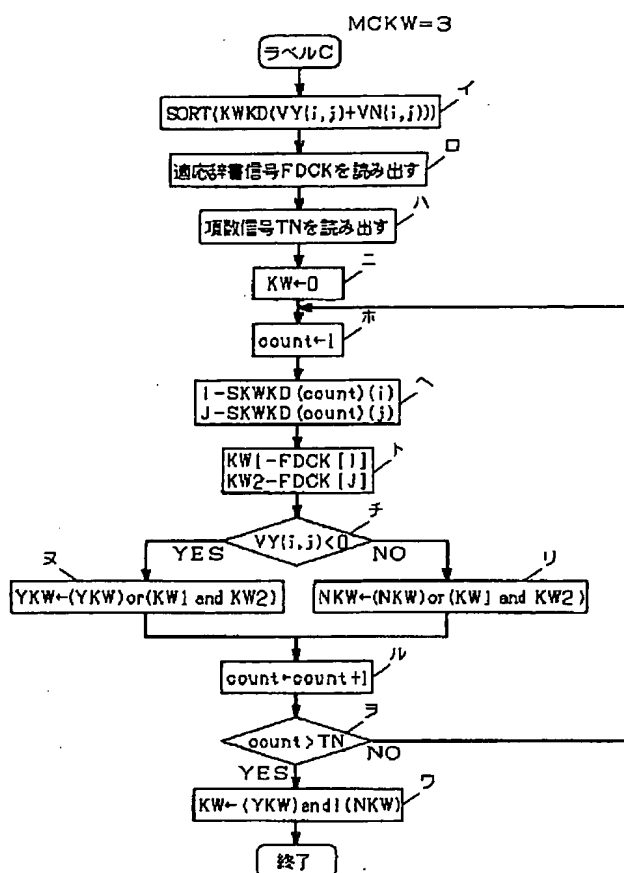 MCKW=3
ラベルC
イ
SORT(KWKD(VY(i,j)+VN(i,j)))
ロ
適応辞書信号FDCKを読み出す
ハ
項数信号TNを読み出す
ニ
KW←0
ホ
count←1
ヘ
I-SKWKD(count)(i)
J-SKWKD(count)(j)
ト
KW1-FDCK[I]
KW2-FDCK[J]
チ
VY(i,j)<0
YES NO
ヌ リ
YKW←(YKW)or(KW1 and KW2) NKW←(NKW)or(KW1 and KW2)
ル
count←count+1
ヲ
count>TN
NO
YES
ワ
KW←(YKW)and!(NKW)
終了